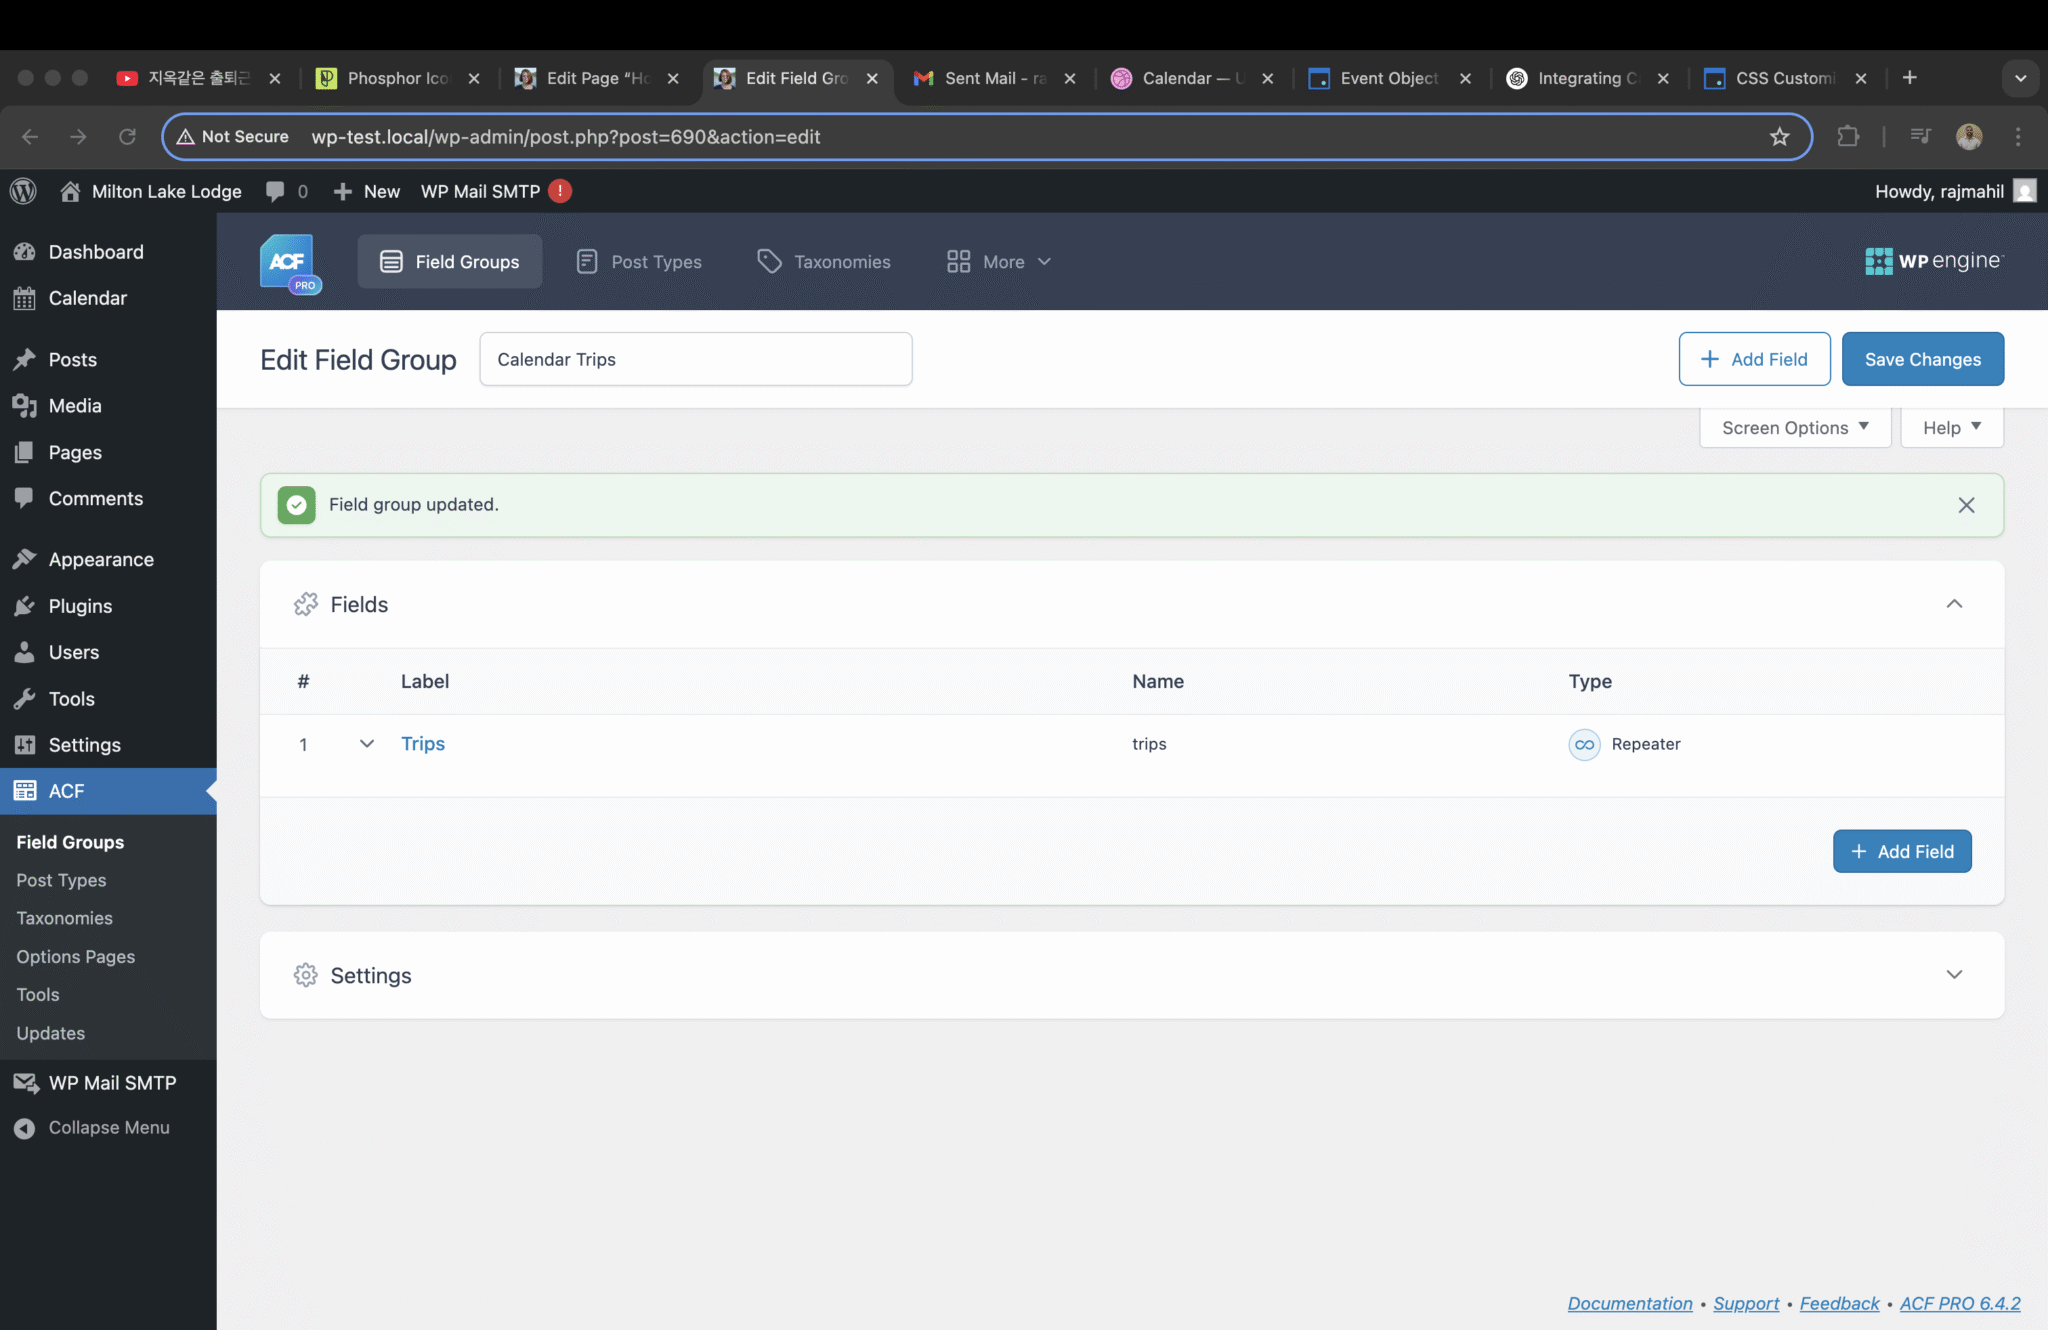 지옥같은 출퇴근
Phosphor Ico
Edit Page “Ho
Edit Field Gro
Sent Mail - ra
Calendar — U
Event Object
Integrating C
CSS Customi
Not Secure
wp-test.local/wp-admin/post.php?post=690&action=edit
Milton Lake Lodge
0
New
WP Mail SMTP !
Howdy, rajmahil
Dashboard
Calendar
Posts
Media
Pages
Comments
Appearance
Plugins
Users
Tools
Settings
ACF
Field Groups
Post Types
Taxonomies
Options Pages
Tools
Updates
WP Mail SMTP
Collapse Menu
ACF
PRO
Field Groups
Post Types
Taxonomies
More
WP engine
Edit Field Group
Calendar Trips
Add Field
Save Changes
Screen Options
Help
Field group updated.
Fields
# Label Name Type
1 Trips trips Repeater
Add Field
Settings
Documentation • Support • Feedback • ACF PRO 6.4.2